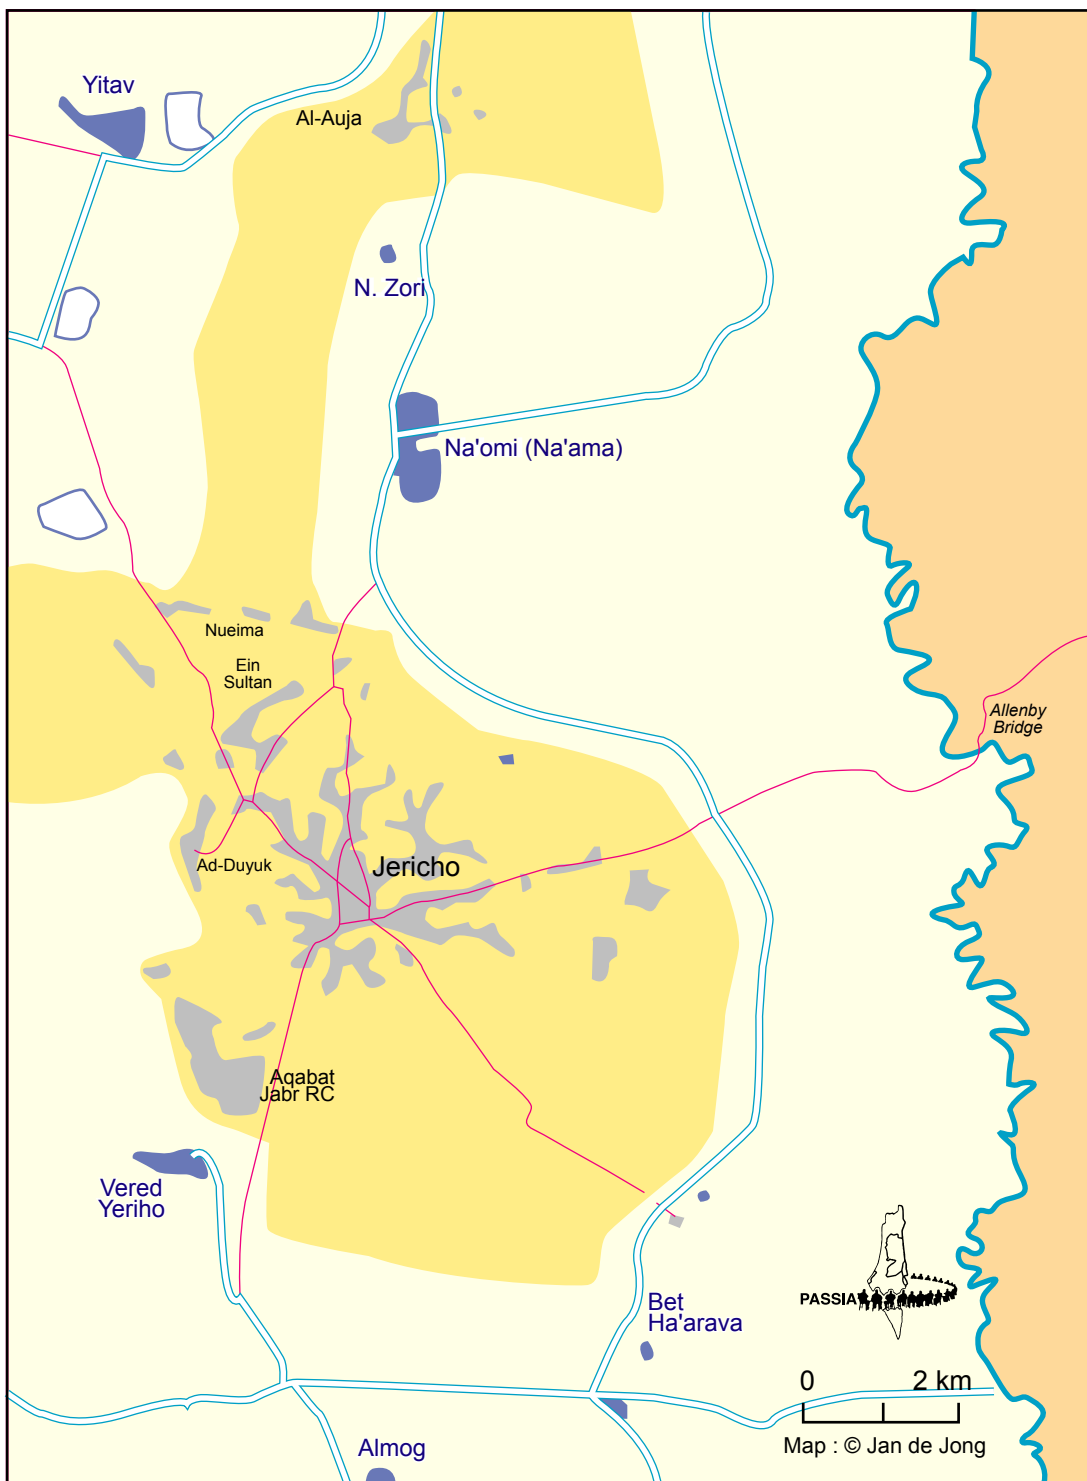 Yitav
Al-Auja
N. Zori
Na'omi (Na'ama)
Nueima
Ein
Sultan
Allenby
Bridge
Ad-Duyuk
Jericho
Aqabat
Jabr RC
Vered
Yeriho
PASSIA
Bet
Ha'arava
0 2 km
Almog
Map : © Jan de Jong